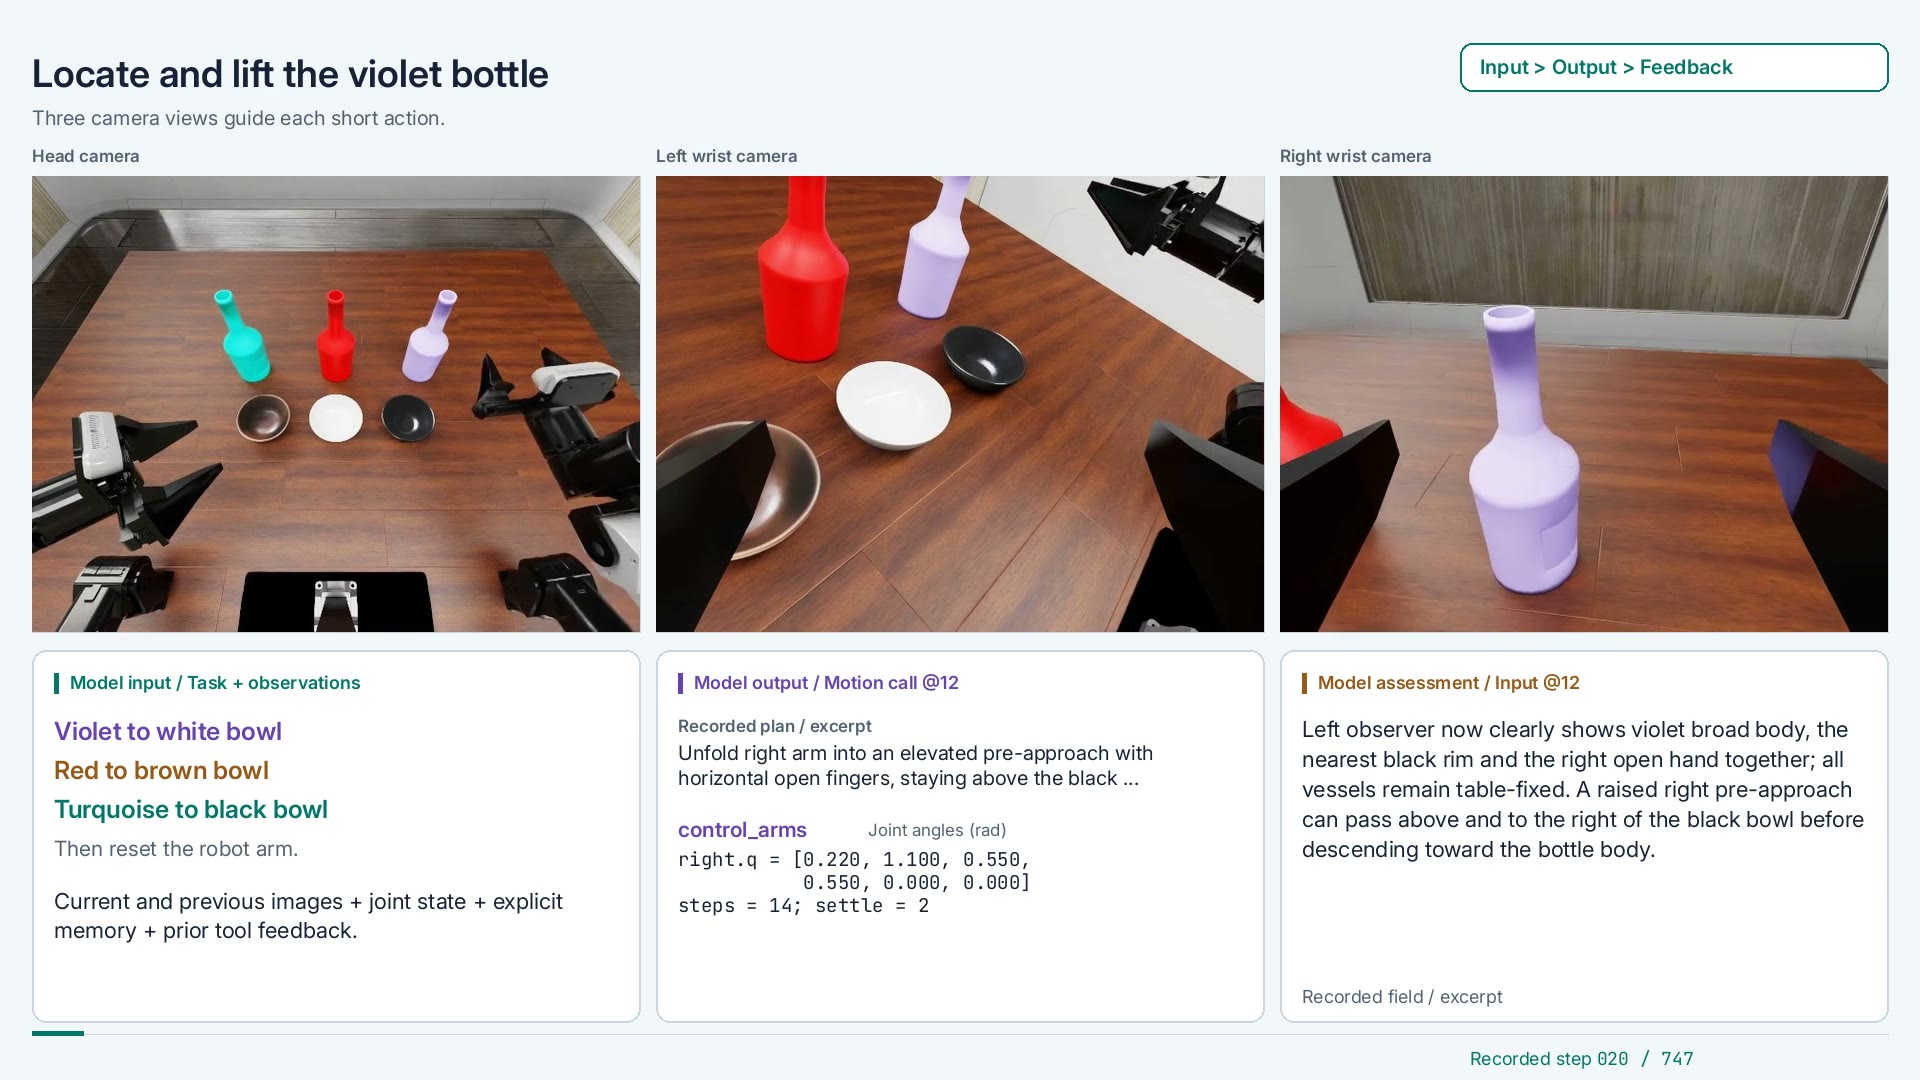 Locate and lift the violet bottle
Input > Output > Feedback
Three camera views guide each short action.
Head camera
Left wrist camera
Right wrist camera
Model input / Task + observations
Violet to white bowl
Red to brown bowl
Turquoise to black bowl
Then reset the robot arm.
Current and previous images + joint state + explicit
memory + prior tool feedback.
Model output / Motion call @12
Recorded plan / excerpt
Unfold right arm into an elevated pre-approach with
horizontal open fingers, staying above the black ...
control_arms Joint angles (rad)
right.q = [0.220, 1.100, 0.550,
0.550, 0.000, 0.000]
steps = 14; settle = 2
Model assessment / Input @12
Left observer now clearly shows violet broad body, the
nearest black rim and the right open hand together; all
vessels remain table-fixed. A raised right pre-approach
can pass above and to the right of the black bowl before
descending toward the bottle body.
Recorded field / excerpt
Recorded step 020 / 747